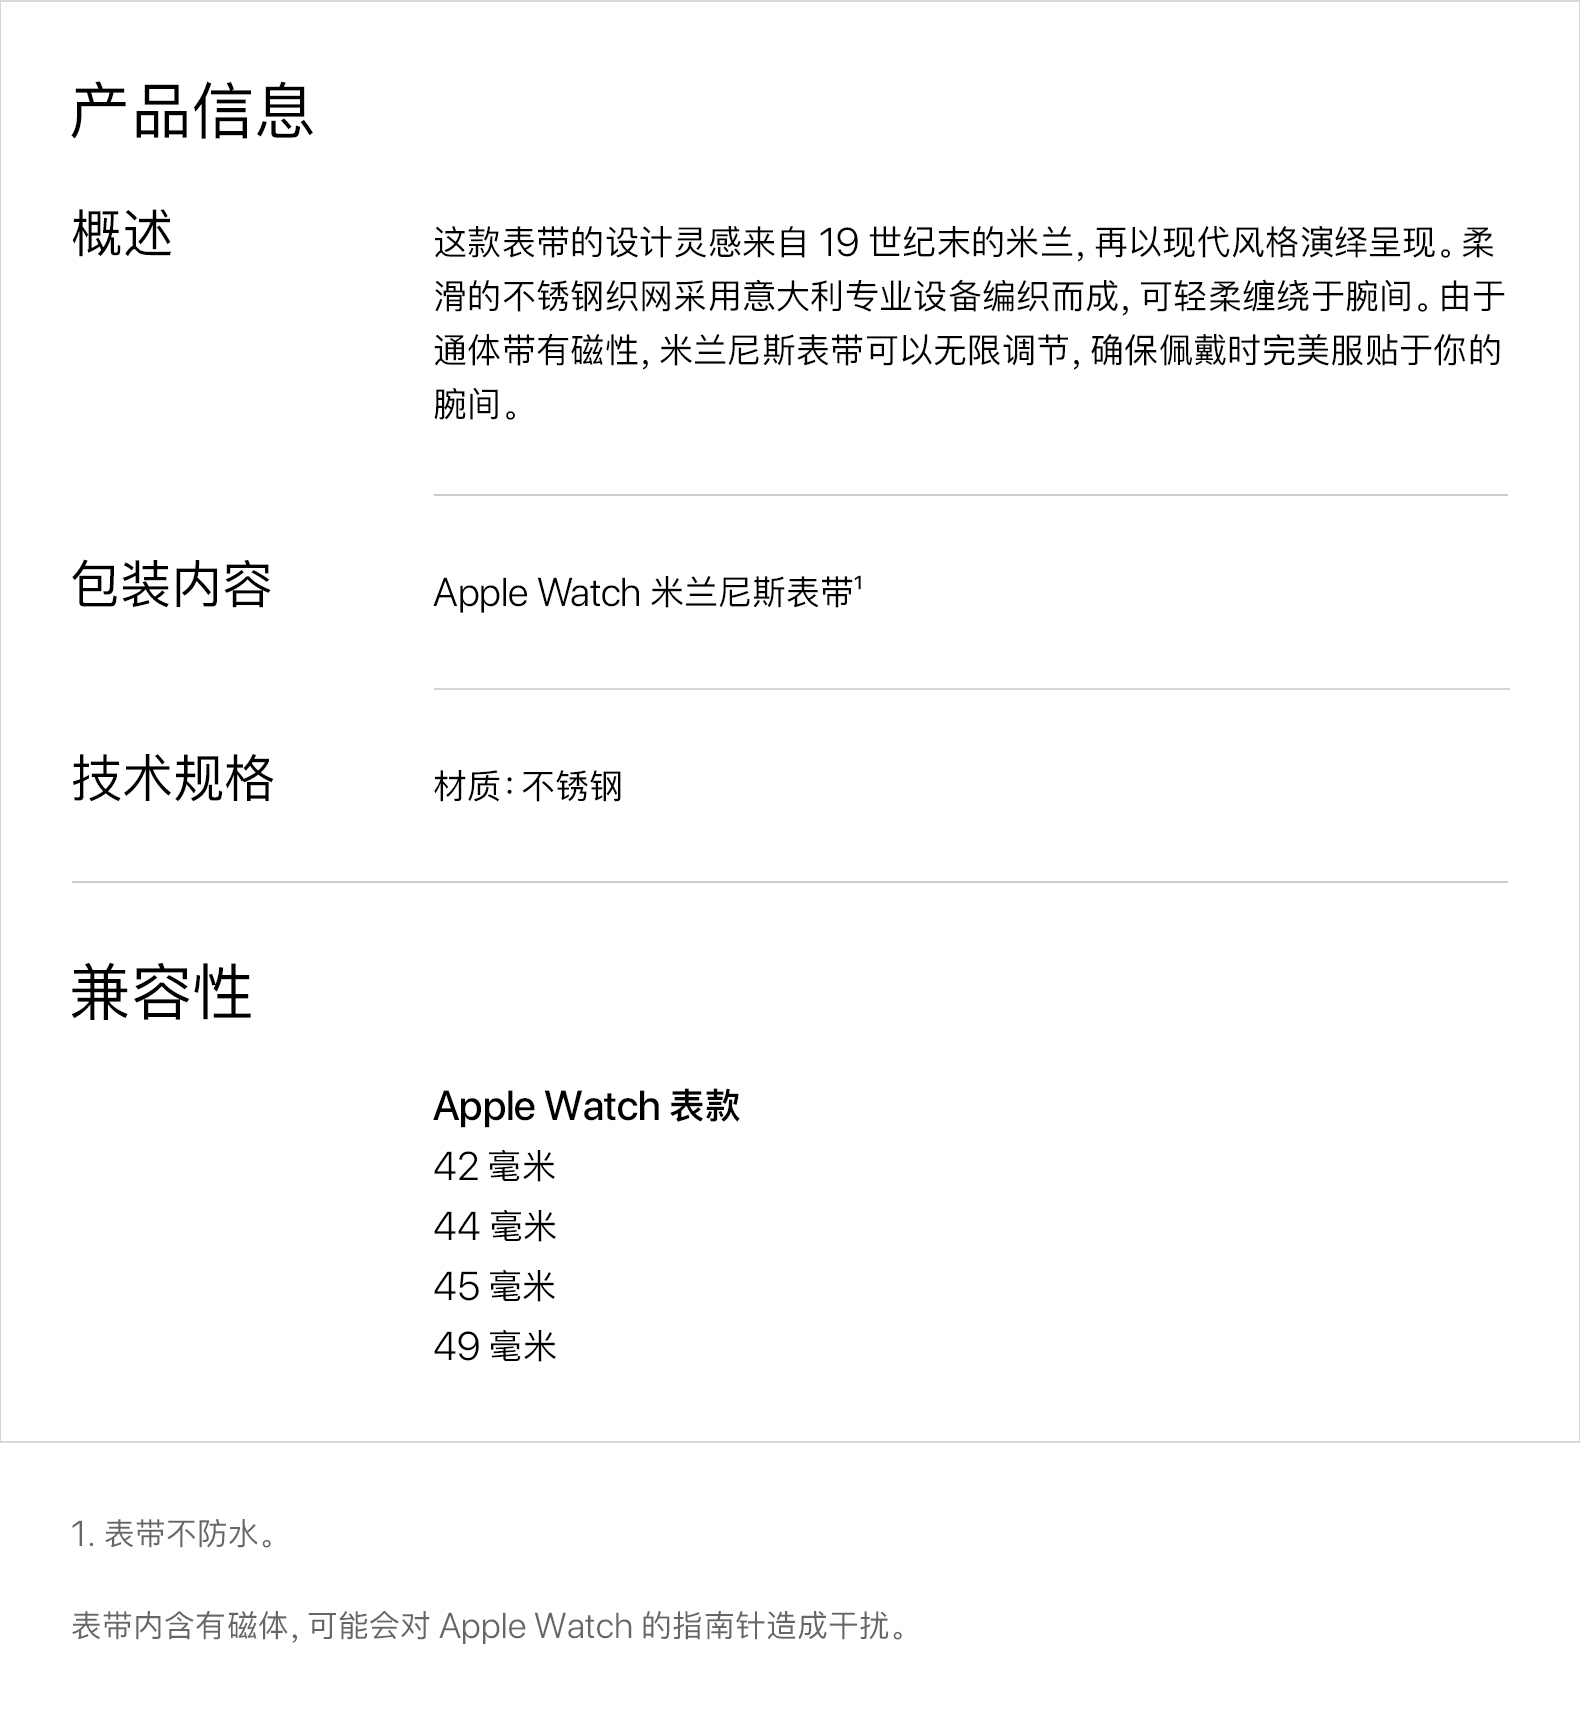 产品信息
概述
这款表带的设计灵感来自 19 世纪末的米兰，再以现代风格演绎呈现。柔
滑的不锈钢织网采用意大利专业设备编织而成，可轻柔缠绕于腕间。由于
通体带有磁性，米兰尼斯表带可以无限调节，确保佩戴时完美服贴于你的
腕间。
包装内容
Apple Watch 米兰尼斯表带¹
技术规格
材质：不锈钢
兼容性
Apple Watch 表款
42 毫米
44 毫米
45 毫米
49 毫米
1. 表带不防水。
表带内含有磁体，可能会对 Apple Watch 的指南针造成干扰。